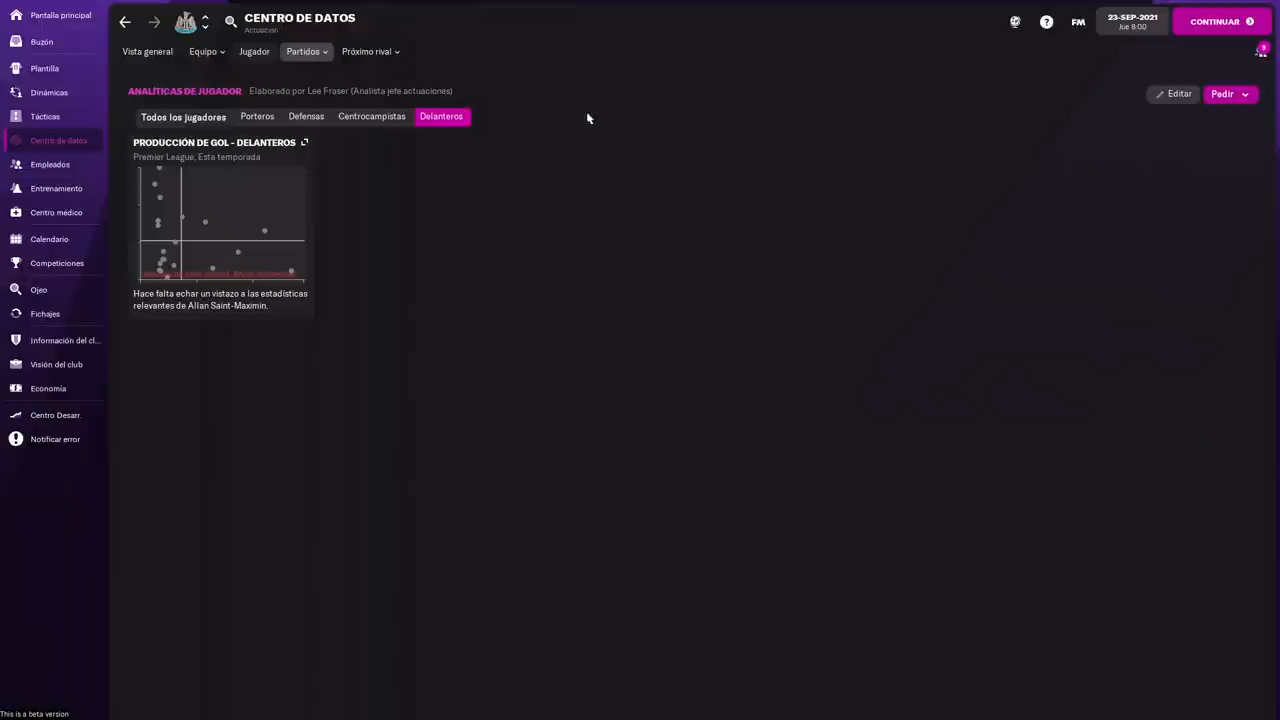 Pantalla principal
Buzón
Plantilla
Dinámicas
Tácticas
Centro de datos
Empleados
Entrenamiento
Centro médico
Calendario
Competiciones
Ojeo
Fichajes
Información del cl...
Visión del club
Economía
Centro Desarr.
Notificar error
This is a beta version
CENTRO DE DATOS
Actuación
FM
23-SEP-2021
Jue 8:00
CONTINUAR
9
Vista general Equipo Jugador Partidos Próximo rival
ANALÍTICAS DE JUGADOR Elaborado por Lee Fraser (Analista jefe actuaciones)
Editar
Pedir
Todos los jugadores Porteros Defensas Centrocampistas Delanteros
PRODUCCIÓN DE GOL - DELANTEROS
Premier League, Esta temporada
Hace falta echar un vistazo a las estadísticas
relevantes de Allan Saint-Maximin.